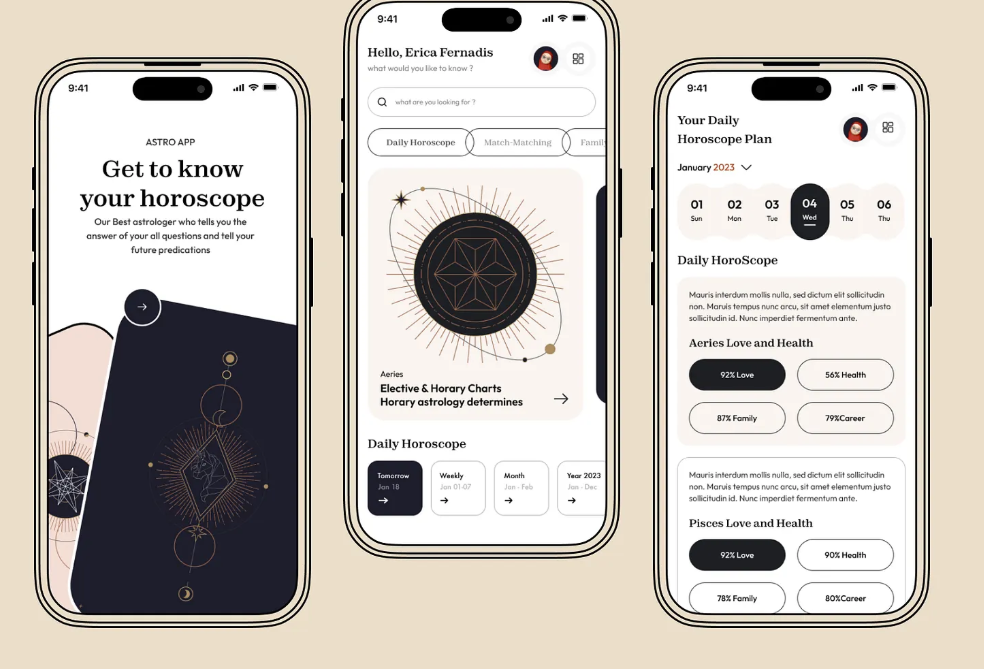 9:41
ASTRO APP
Get to know
your horoscope
Our Best astrologer who tells you the
answer of your all questions and tell your
future predications
9:41
Hello, Erica Fernadis
what would you like to know ?
what are you looking for ?
Daily Horoscope
Match-Matching
Family
Aeries
Elective & Horary Charts
Horary astrology determines
Daily Horoscope
Tomorrow
Jan 18
Weekly
Jan 01-07
Month
Jan - Feb
Year 2023
Jan - Dec
9:41
Your Daily
Horoscope Plan
January 2023
01 02 03 04 05 06
Sun Mon Tue Wed Thu Thu
Daily HoroScope
Mauris interdum mollis nulla, sed dictum elit sollicitudin
non. Mauris tempus nunc arcu, sit amet elementum justo
sollicitudin id. Nunc imperdiet fermentum ante.
Aeries Love and Health
92% Love
56% Health
87% Family
79%Career
Mauris interdum mollis nulla, sed dictum elit sollicitudin
non. Mauris tempus nunc arcu, sit amet elementum justo
sollicitudin id. Nunc imperdiet fermentum ante.
Pisces Love and Health
92% Love
90% Health
78% Family
80%Career